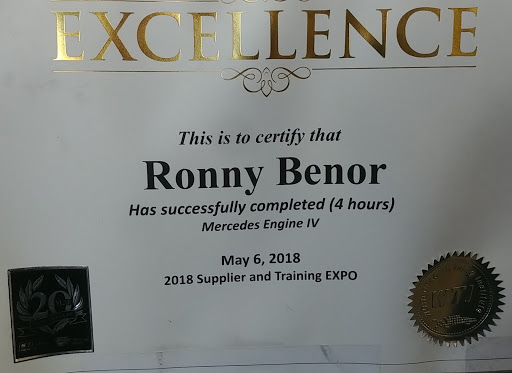 EXCELLENCE
This is to certify that
Ronny Benor
Has successfully completed (4 hours)
Mercedes Engine IV
May 6, 2018
2018 Supplier and Training EXPO
20